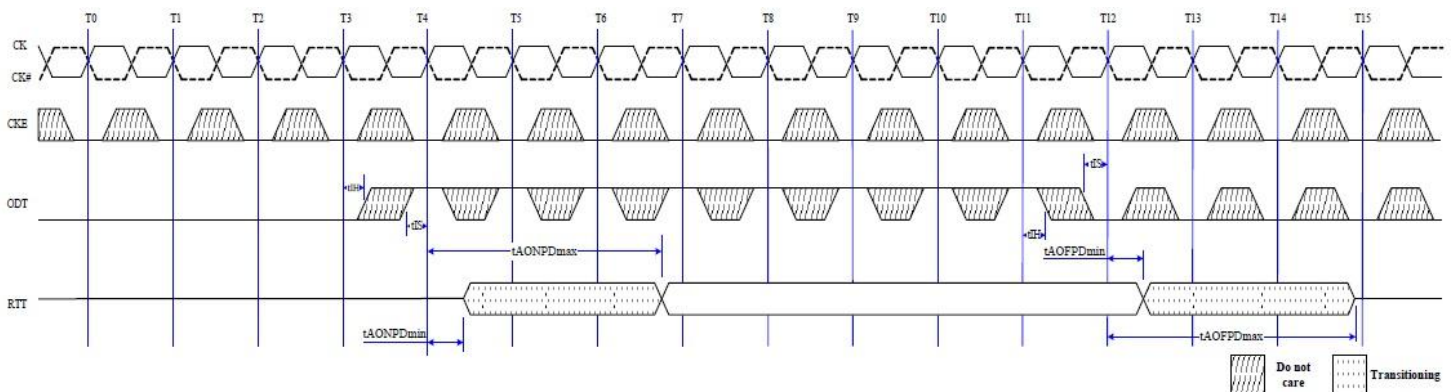 T0 T1 T2 T3 T4 T5 T6 T7 T8 T9 T10 T11 T12 T13 T14 T15
CK
CK#
CKE
tIS
tIH
ODT
tIS
tIH
tAONPDmax
tAOFPDmin
RTT
tAONPDmin
tAOFPDmax
Do not
care
Transitioning